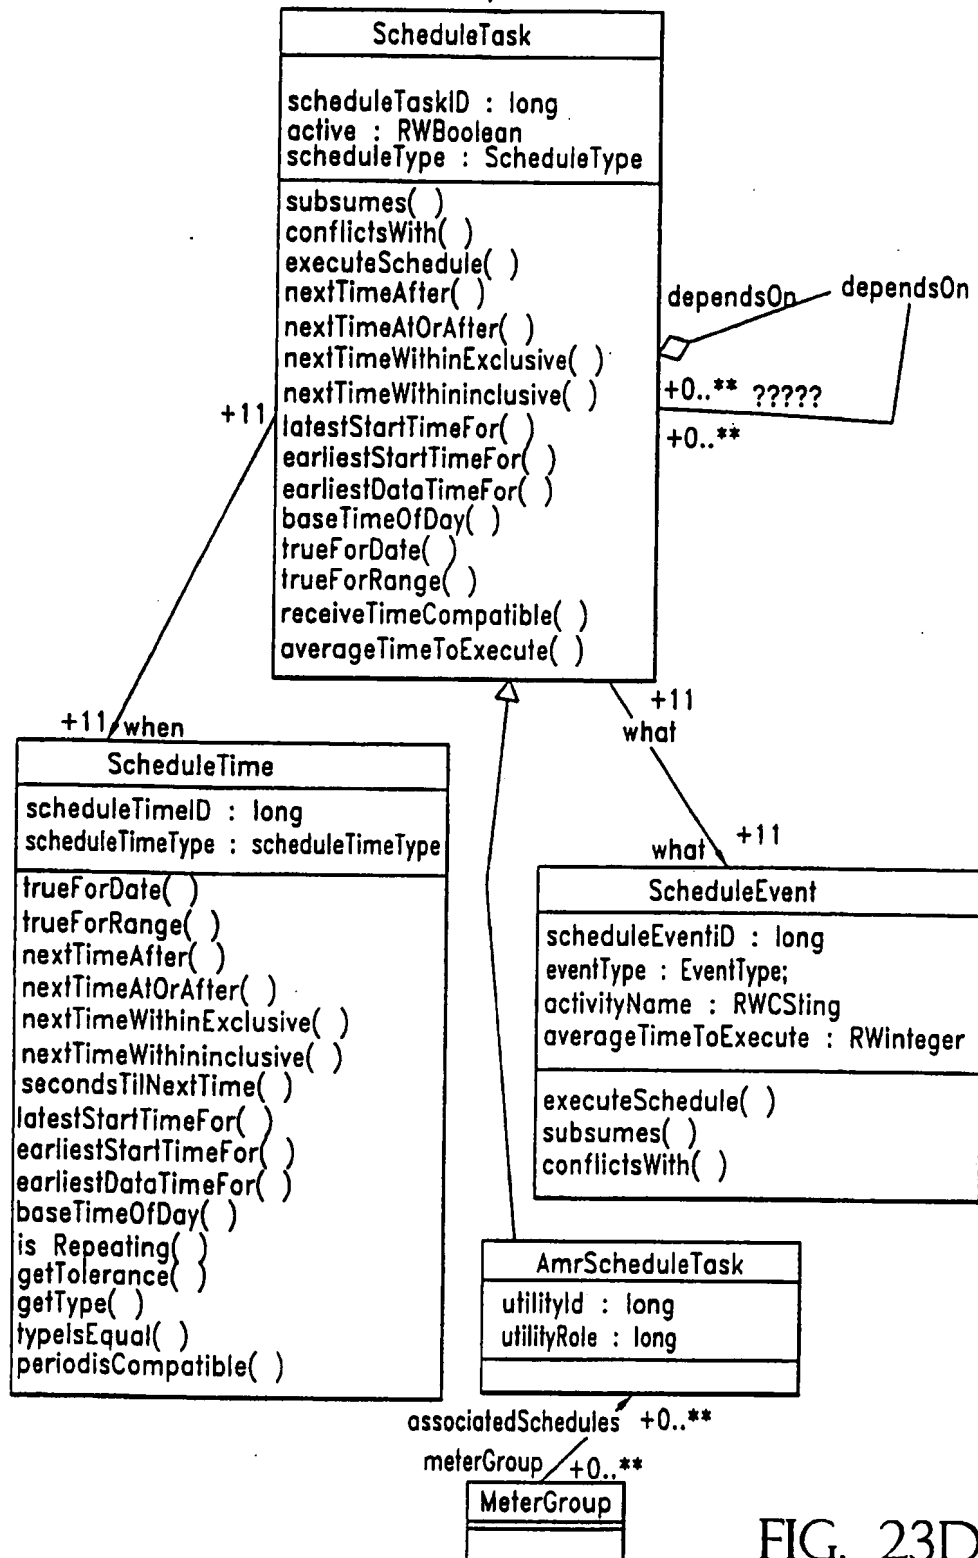 ScheduleTask
scheduleTaskID : long
active : RWBoolean
scheduleType : ScheduleType
subsumes( )
conflictsWith( )
executeSchedule( )
nextTimeAfter( )
nextTimeAtOrAfter( )
nextTimeWithinExclusive( )
nextTimeWithininclusive( )
latestStartTimeFor( )
earliestStartTimeFor( )
earliestDataTimeFor( )
baseTimeOfDay( )
trueForDate( )
trueForRange( )
receiveTimeCompatible( )
averageTimeToExecute( )
dependsOn
dependsOn
+0..** ?????
+0..**
+11
+11 when
+11
what
what +11
ScheduleTime
scheduleTimeID : long
scheduleTimeType : scheduleTimeType
trueForDate( )
trueForRange( )
nextTimeAfter( )
nextTimeAtOrAfter( )
nextTimeWithinExclusive( )
nextTimeWithininclusive( )
secondsTilNextTime( )
latestStartTimeFor( )
earliestStartTimeFor( )
earliestDataTimeFor( )
baseTimeOfDay( )
is Repeating( )
getTolerance( )
getType( )
typeIsEqual( )
periodisCompatible( )
ScheduleEvent
scheduleEventiD : long
eventType : EventType;
activityName : RWCSting
averageTimeToExecute : RWinteger
executeSchedule( )
subsumes( )
conflictsWith( )
AmrScheduleTask
utilityId : long
utilityRole : long
associatedSchedules +0..**
meterGroup +0..**
MeterGroup
FIG. 23D